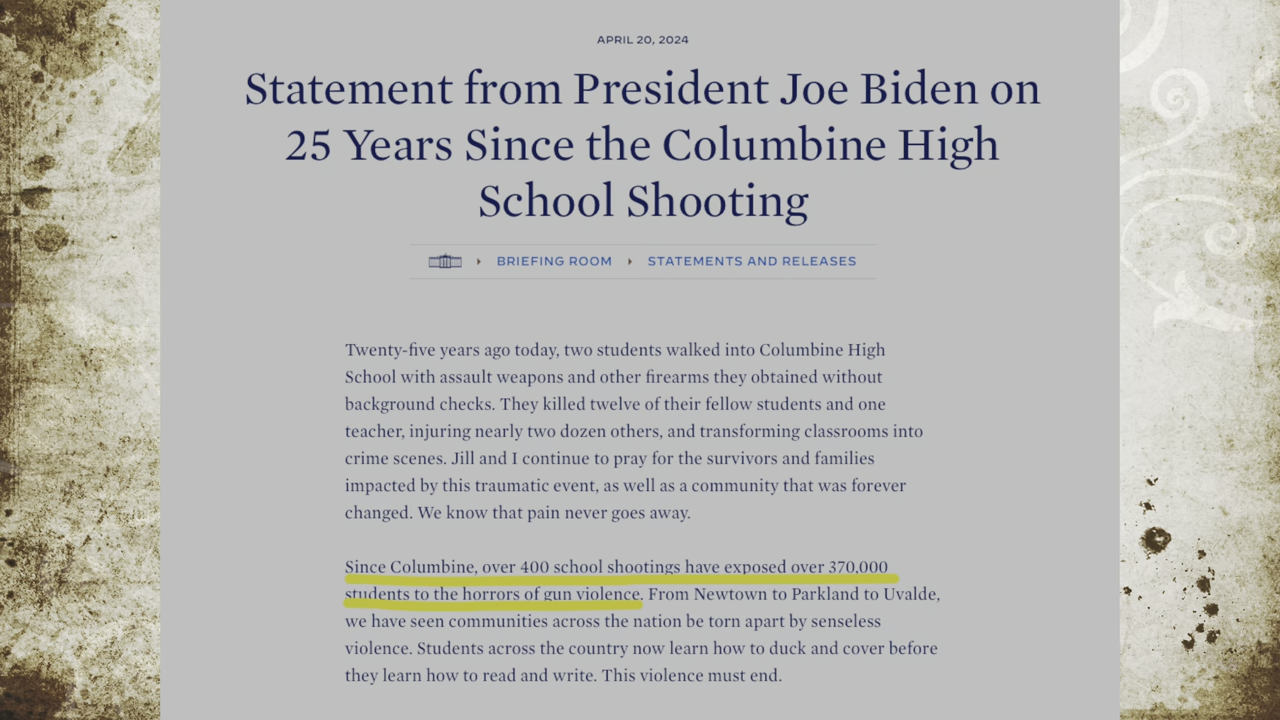 APRIL 20, 2024
Statement from President Joe Biden on
25 Years Since the Columbine High
School Shooting
BRIEFING ROOM STATEMENTS AND RELEASES
Twenty-five years ago today, two students walked into Columbine High
School with assault weapons and other firearms they obtained without
background checks. They killed twelve of their fellow students and one
teacher, injuring nearly two dozen others, and transforming classrooms into
crime scenes. Jill and I continue to pray for the survivors and families
impacted by this traumatic event, as well as a community that was forever
changed. We know that pain never goes away.
Since Columbine, over 400 school shootings have exposed over 370,000
students to the horrors of gun violence. From Newtown to Parkland to Uvalde,
we have seen communities across the nation be torn apart by senseless
violence. Students across the country now learn how to duck and cover before
they learn how to read and write. This violence must end.